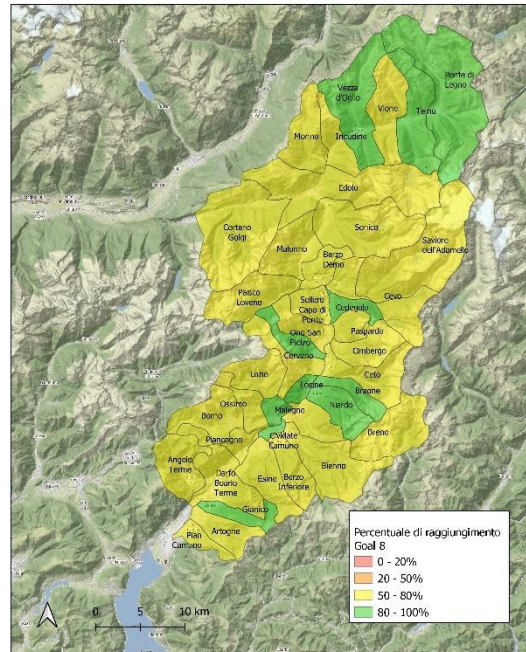 Ponte di
Legno
Vezza
d'Oglio
Temu
Vione
Monno
Incudine
Edolo
Corteno
Golgi
Sonico
Malonno
Saviore
dell'Adamello
Berzo
Demo
Paisco
Loveno
Cevo
Sellero
Capo di
Ponte
Cedegolo
Ono San
Pietro
Paspardo
Cimbergo
Cerveno
Lozio
Ceto
Losine
Braone
Ossimo
Niardo
Malegno
Borno
Breno
Piancogno
Cividate
Camuno
Bienno
Angolo
Terme
Darfo
Boario
Terme
Esine
Berzo
Inferiore
Gianico
Artogne
Pian
Camuno
Percentuale di raggiungimento
Goal 8
0 - 20%
20 - 50%
50 - 80%
80 - 100%
0 5 10 km